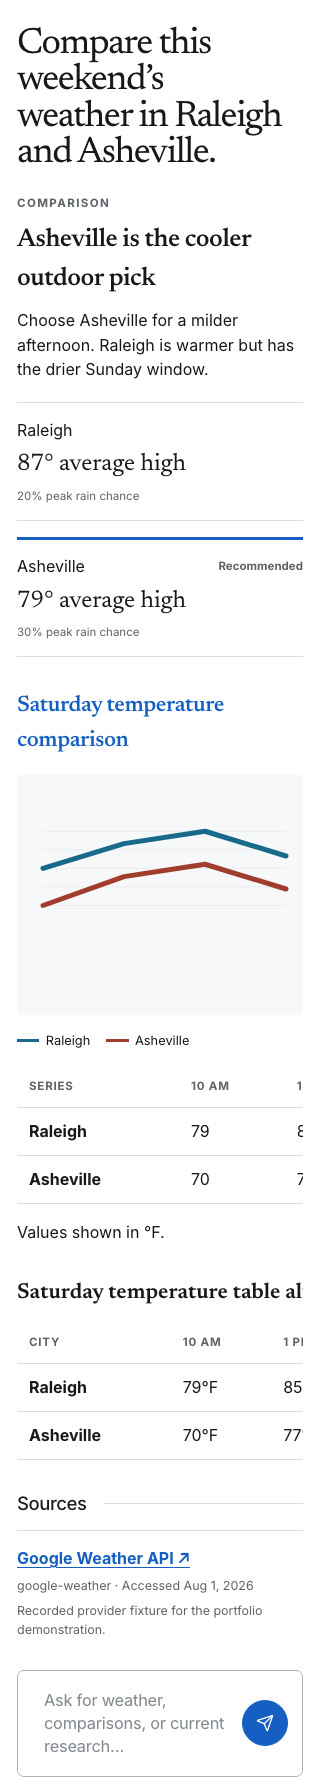 Compare this
weekend’s
weather in Raleigh
and Asheville.
COMPARISON
Asheville is the cooler
outdoor pick
Choose Asheville for a milder
afternoon. Raleigh is warmer but has
the drier Sunday window.
Raleigh
87° average high
20% peak rain chance
Asheville Recommended
79° average high
30% peak rain chance
Saturday temperature
comparison
Raleigh Asheville
SERIES 10 AM 1
Raleigh 79 8
Asheville 70 7
Values shown in °F.
Saturday temperature table al
CITY 10 AM 1 P
Raleigh 79°F 85
Asheville 70°F 77
Sources
Google Weather API ↗
google-weather · Accessed Aug 1, 2026
Recorded provider fixture for the portfolio
demonstration.
Ask for weather,
comparisons, or current
research...